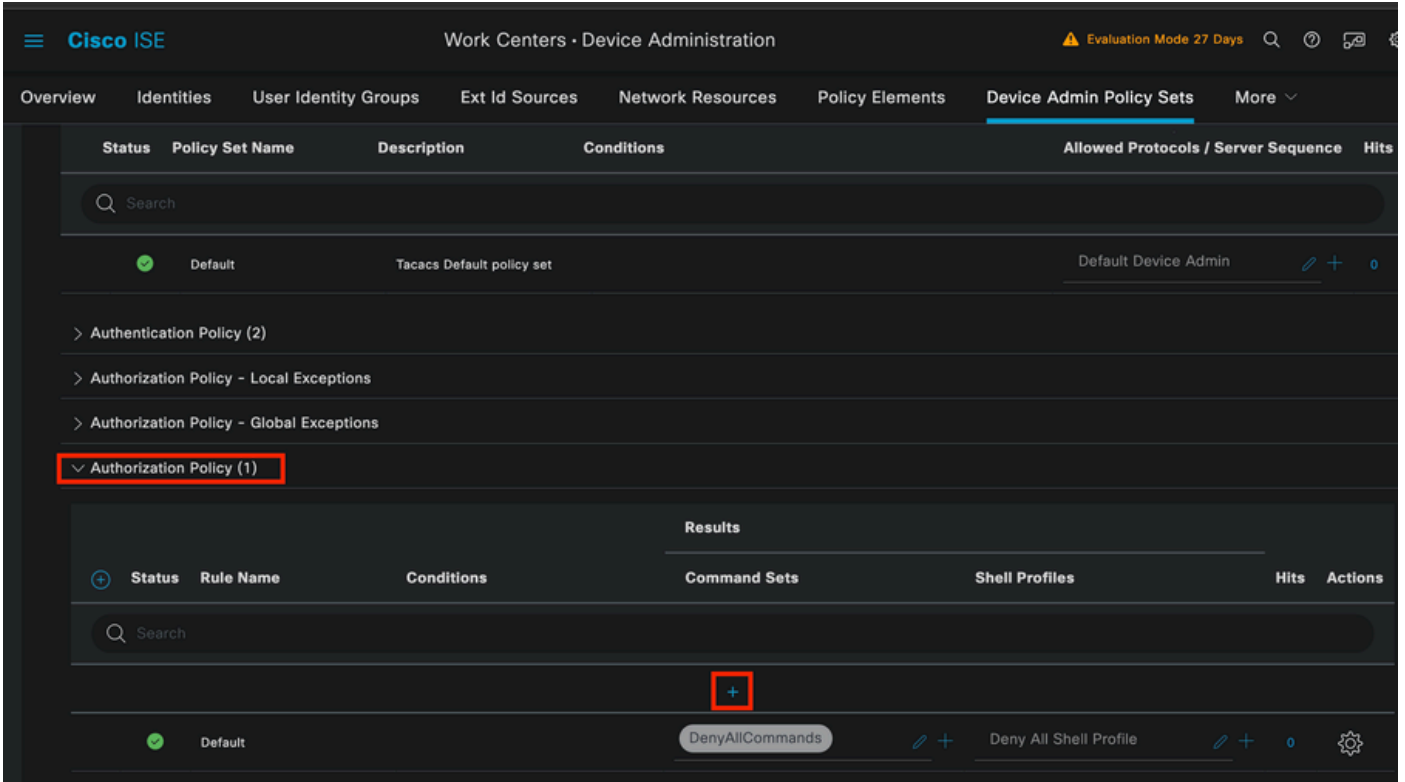 Cisco ISE Work Centers · Device Administration Evaluation Mode 27 Days
Overview Identities User Identity Groups Ext Id Sources Network Resources Policy Elements Device Admin Policy Sets More
Status Policy Set Name Description Conditions Allowed Protocols / Server Sequence Hits
Search
Default Tacacs Default policy set Default Device Admin 0
Authentication Policy (2)
Authorization Policy - Local Exceptions
Authorization Policy - Global Exceptions
Authorization Policy (1)
Results
Status Rule Name Conditions Command Sets Shell Profiles Hits Actions
Search
Default DenyAllCommands Deny All Shell Profile 0